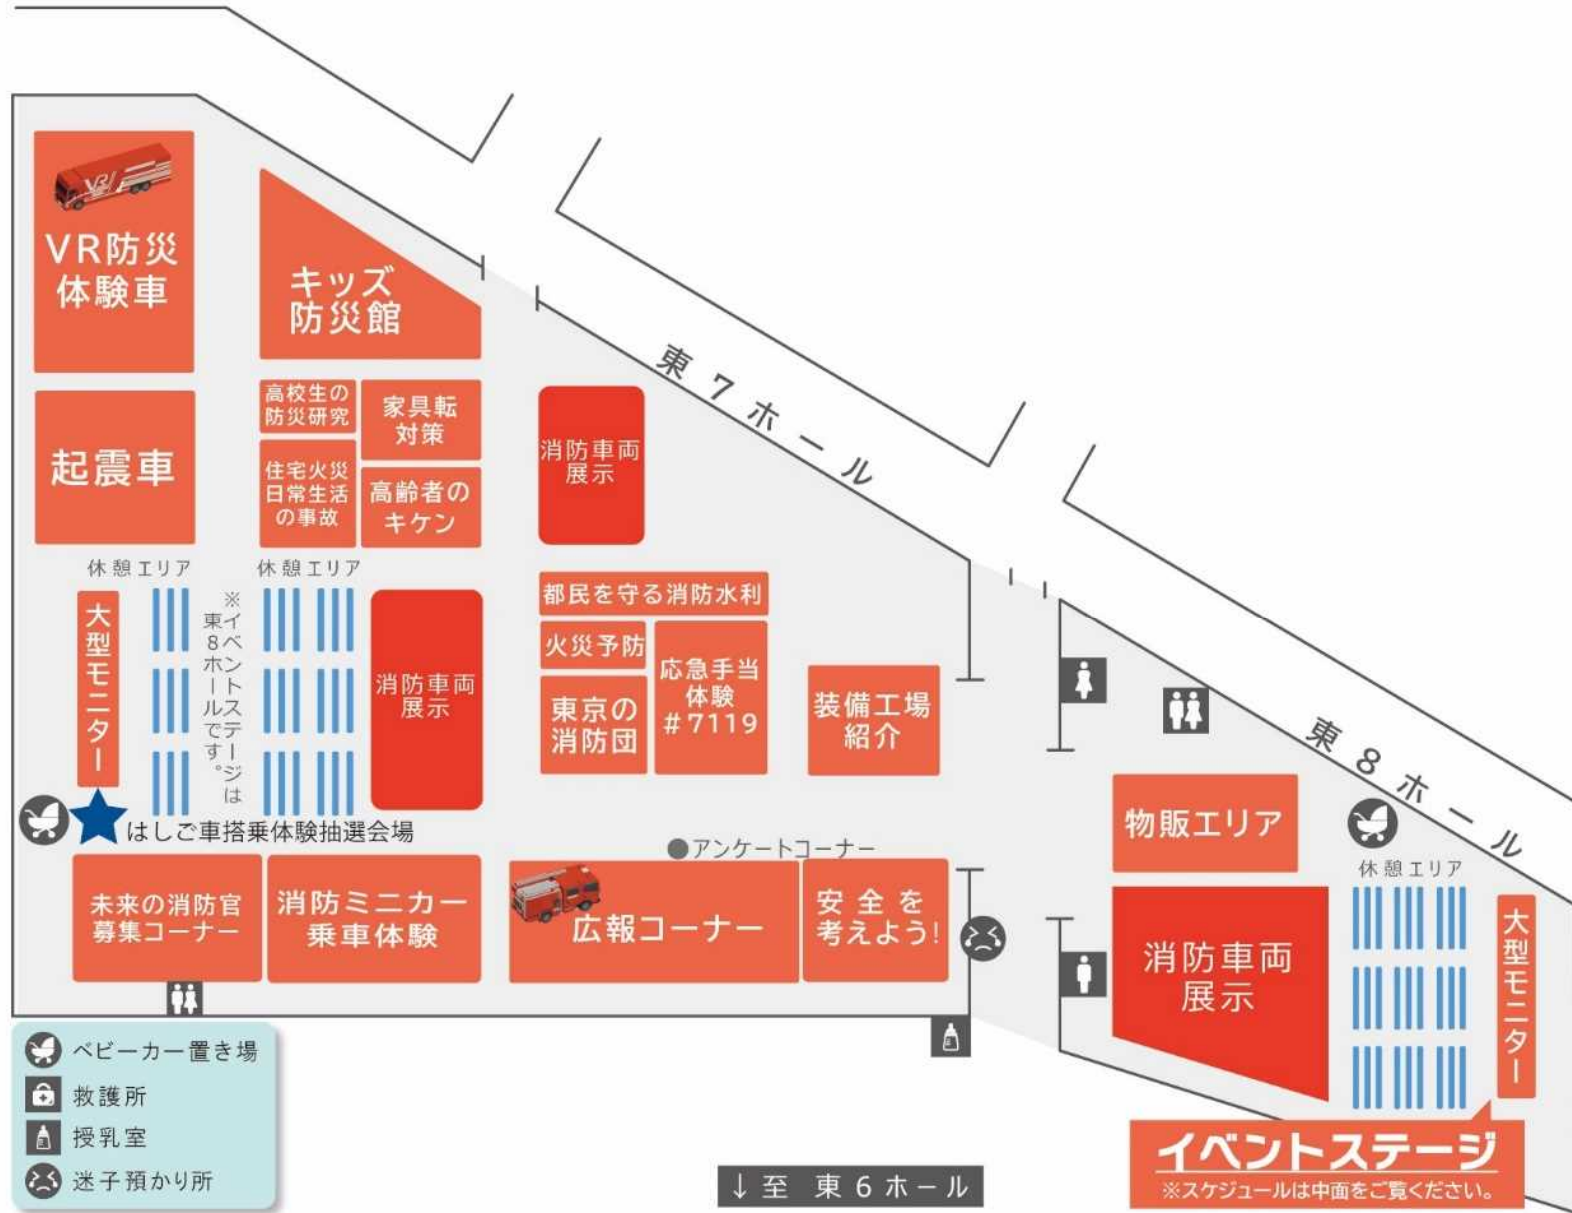 VR防災
体験車
キッズ
防災館
東7ホール
起震車
高校生の
防災研究
家具転
対策
住宅火災
日常生活
の事故
高齢者の
キケン
消防車両
展示
休憩エリア
休憩エリア
大型モニター
※イベントステージは
東8ホールです。
消防車両
展示
都民を守る消防水利
火災予防
東京の
消防団
応急手当
体験
#7119
装備工場
紹介
東8ホール
物販エリア
はしご車搭乗体験抽選会場
●アンケートコーナー
未来の消防官
募集コーナー
消防ミニカー
乗車体験
広報コーナー
安全を
考えよう!
消防車両
展示
休憩エリア
大型モニター
ベビーカー置き場
救護所
授乳室
迷子預かり所
↓至 東6ホール
イベントステージ
※スケジュールは中面をご覧ください。